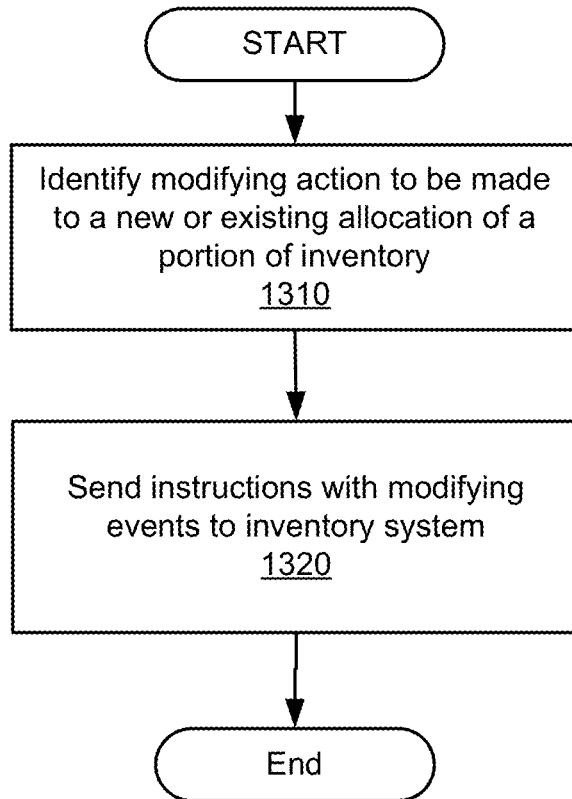 START
Identify modifying action to be made
to a new or existing allocation of a
portion of inventory
1310
Send instructions with modifying
events to inventory system
1320
End